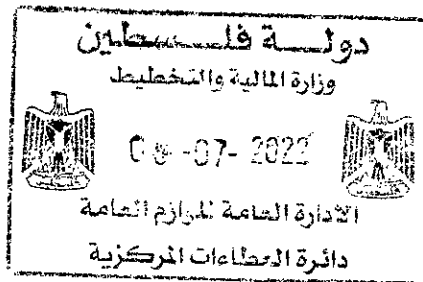 دولة فلسطين
وزارة المالية والتخطيط
-07- 2022
الادارة العامة للوازم العامة
دائرة العطاءات المركزية